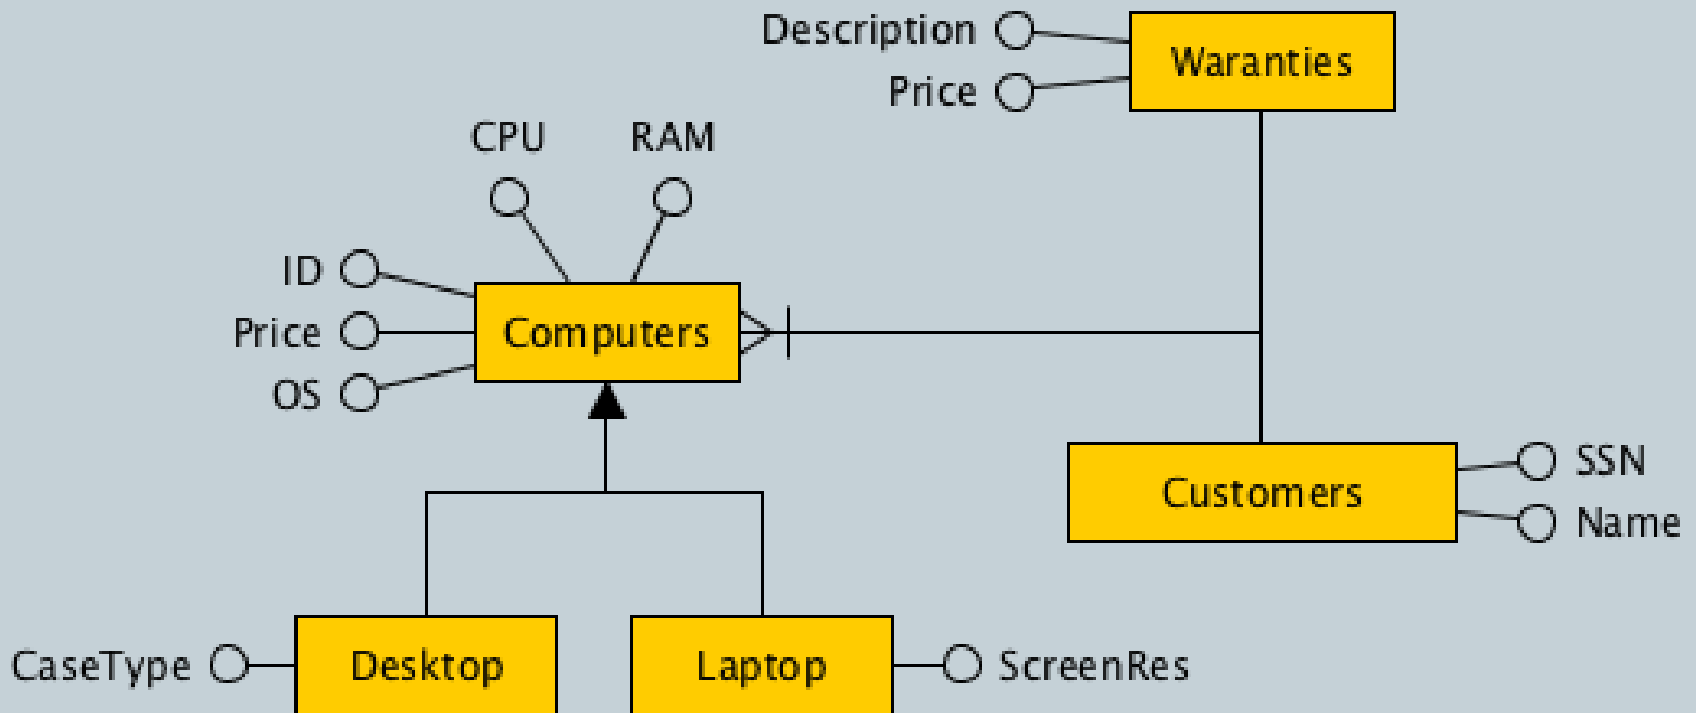 Description
Waranties
Price
CPU RAM
ID
Price
Computers
OS
SSN
Customers
Name
CaseType
Desktop
Laptop
ScreenRes